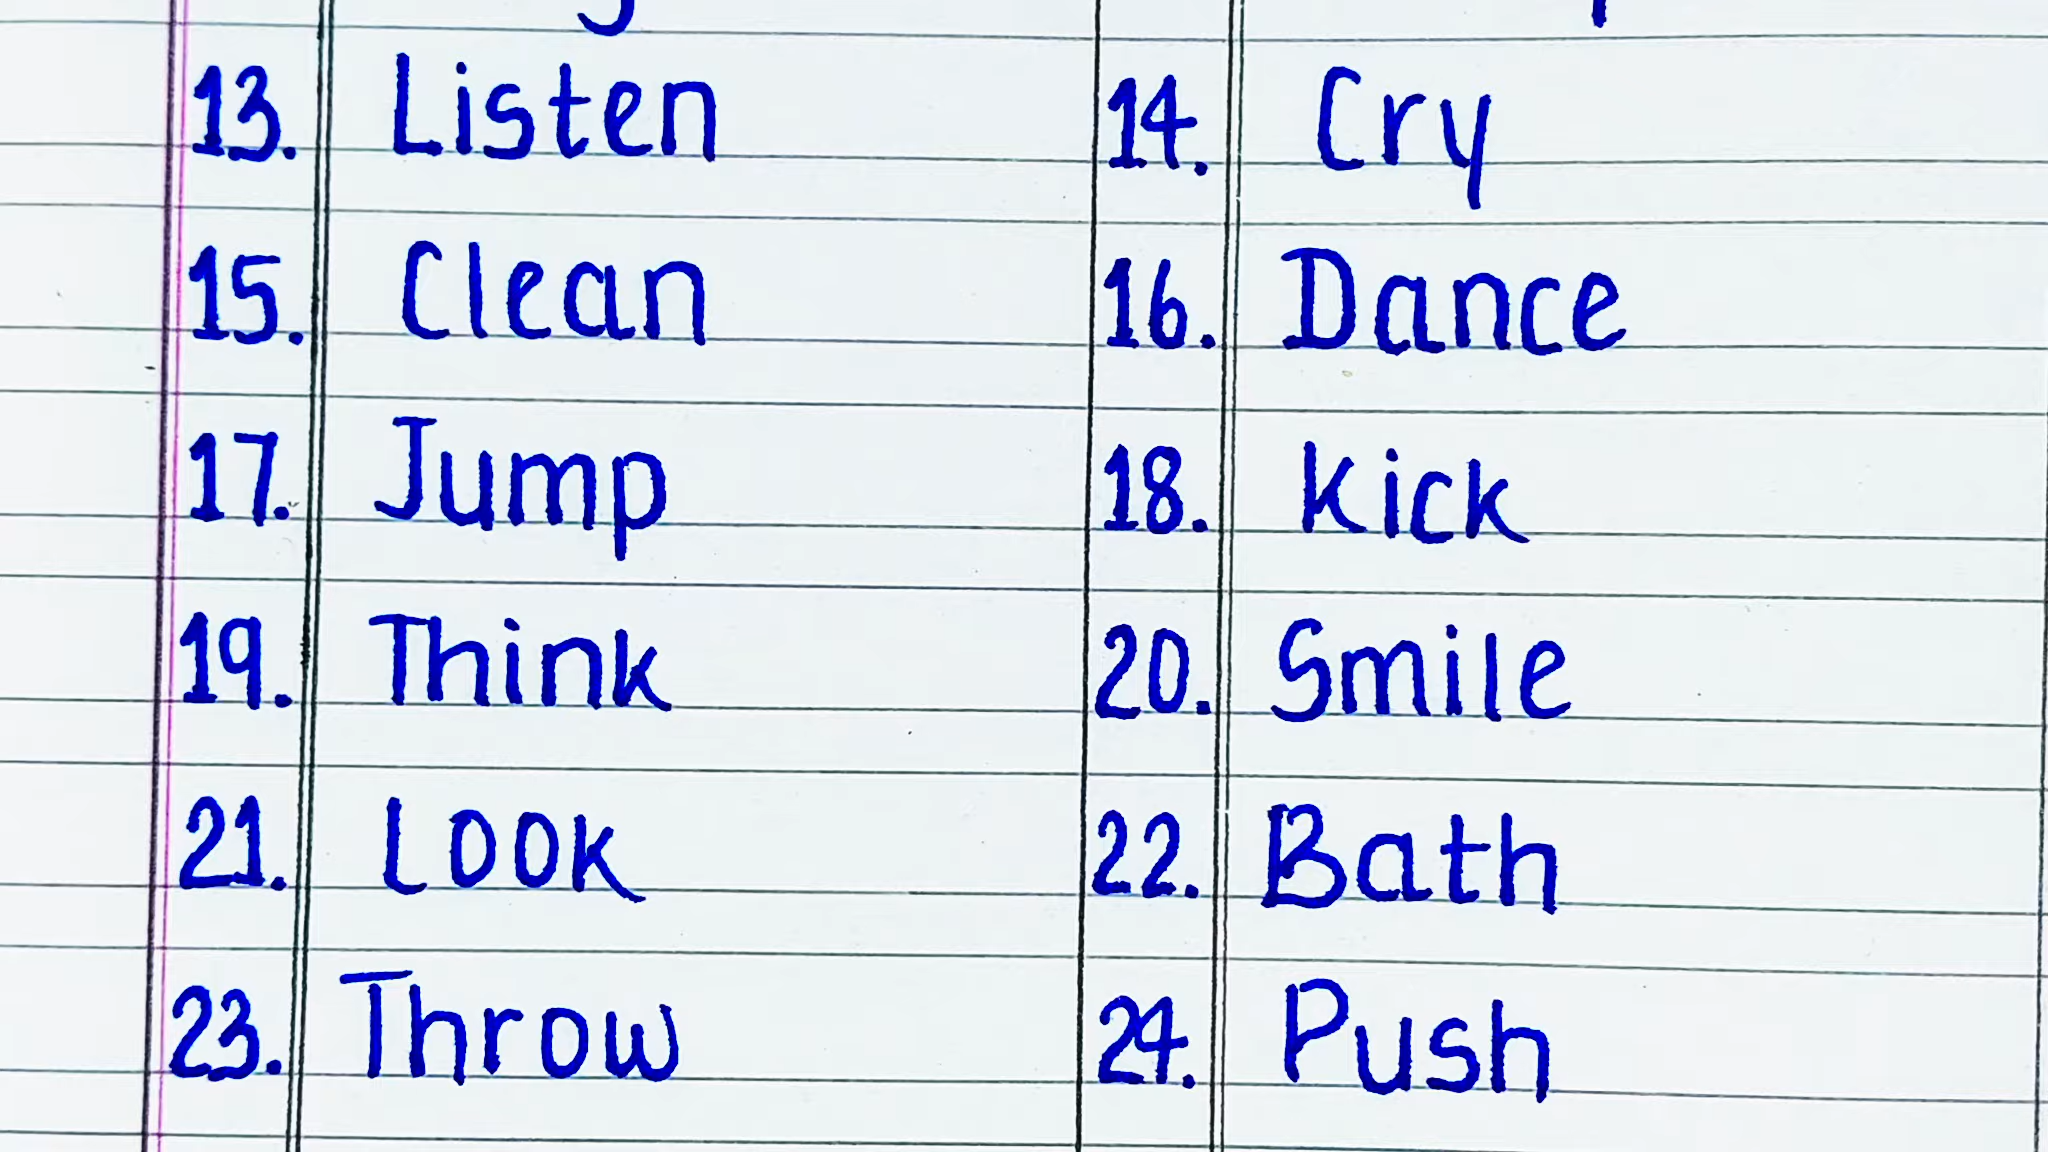 13. Listen 14. Cry
15. Clean 16. Dance
17. Jump 18. Kick
19. Think 20. Smile
21. Look 22. Bath
23. Throw 24. Push